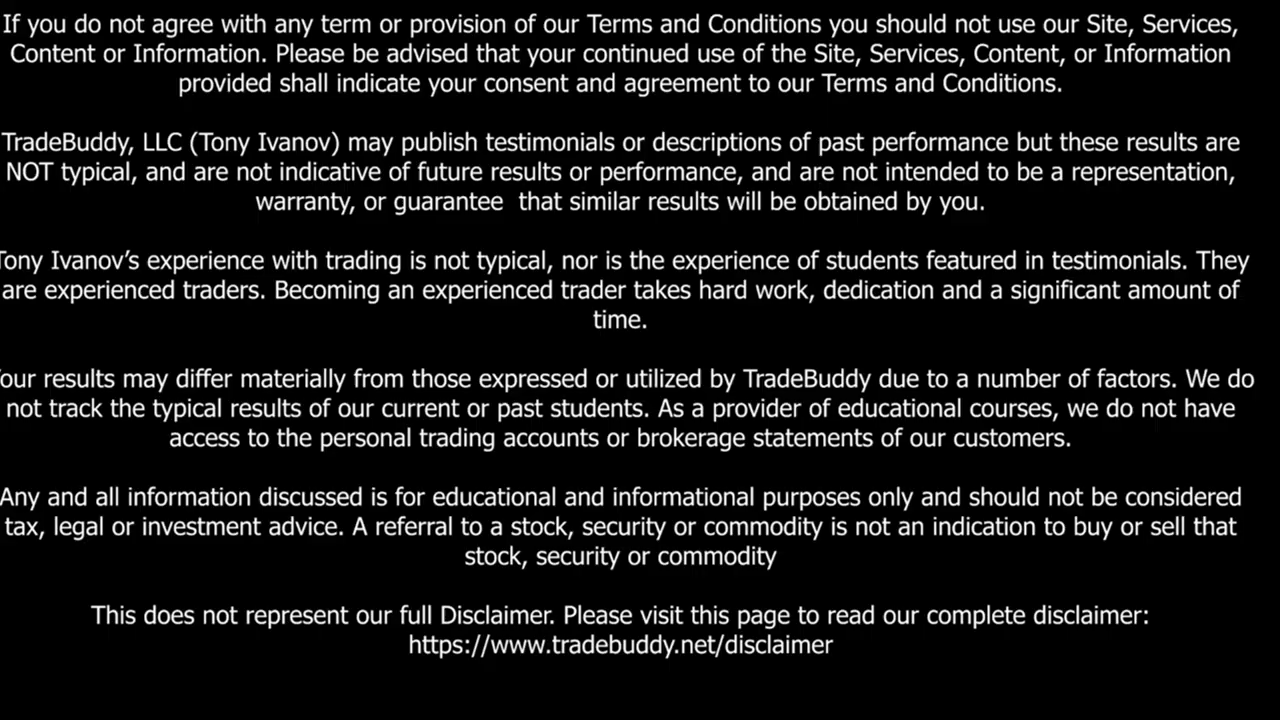 If you do not agree with any term or provision of our Terms and Conditions you should not use our Site, Services,
Content or Information. Please be advised that your continued use of the Site, Services, Content, or Information
provided shall indicate your consent and agreement to our Terms and Conditions.
TradeBuddy, LLC (Tony Ivanov) may publish testimonials or descriptions of past performance but these results are
NOT typical, and are not indicative of future results or performance, and are not intended to be a representation,
warranty, or guarantee  that similar results will be obtained by you.
Tony Ivanov’s experience with trading is not typical, nor is the experience of students featured in testimonials. They
are experienced traders. Becoming an experienced trader takes hard work, dedication and a significant amount of
time.
Your results may differ materially from those expressed or utilized by TradeBuddy due to a number of factors. We do
not track the typical results of our current or past students. As a provider of educational courses, we do not have
access to the personal trading accounts or brokerage statements of our customers.
Any and all information discussed is for educational and informational purposes only and should not be considered
tax, legal or investment advice. A referral to a stock, security or commodity is not an indication to buy or sell that
stock, security or commodity
This does not represent our full Disclaimer. Please visit this page to read our complete disclaimer:
https://www.tradebuddy.net/disclaimer